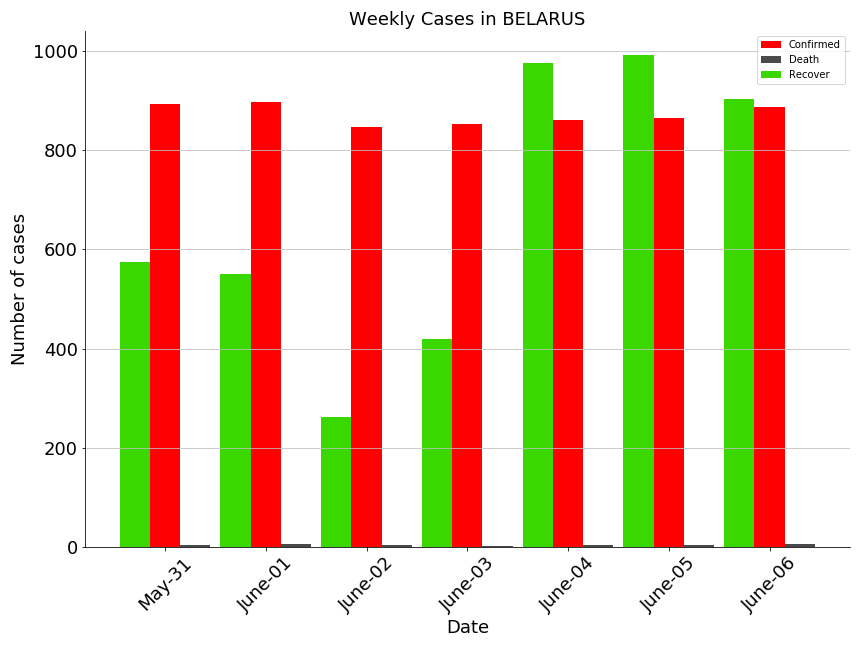 Weekly Cases in BELARUS
Confirmed
Death
Recover
Number of cases
1000
800
600
400
200
0
May-31
June-01
June-02
June-03
June-04
June-05
June-06
Date